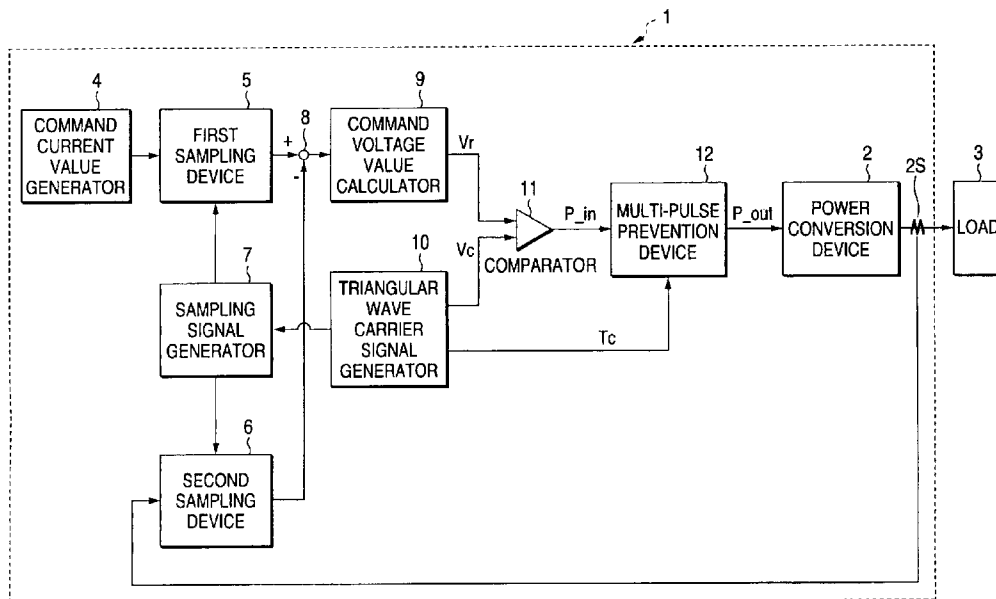 1
4
COMMAND
CURRENT
VALUE
GENERATOR
5
FIRST
SAMPLING
DEVICE
+
8
-
9
COMMAND
VOLTAGE
VALUE
CALCULATOR
Vr
11
COMPARATOR
P_in
12
MULTI-PULSE
PREVENTION
DEVICE
P_out
2
POWER
CONVERSION
DEVICE
2S
3
LOAD
7
SAMPLING
SIGNAL
GENERATOR
10
TRIANGULAR
WAVE
CARRIER
SIGNAL
GENERATOR
Vc
Tc
6
SECOND
SAMPLING
DEVICE